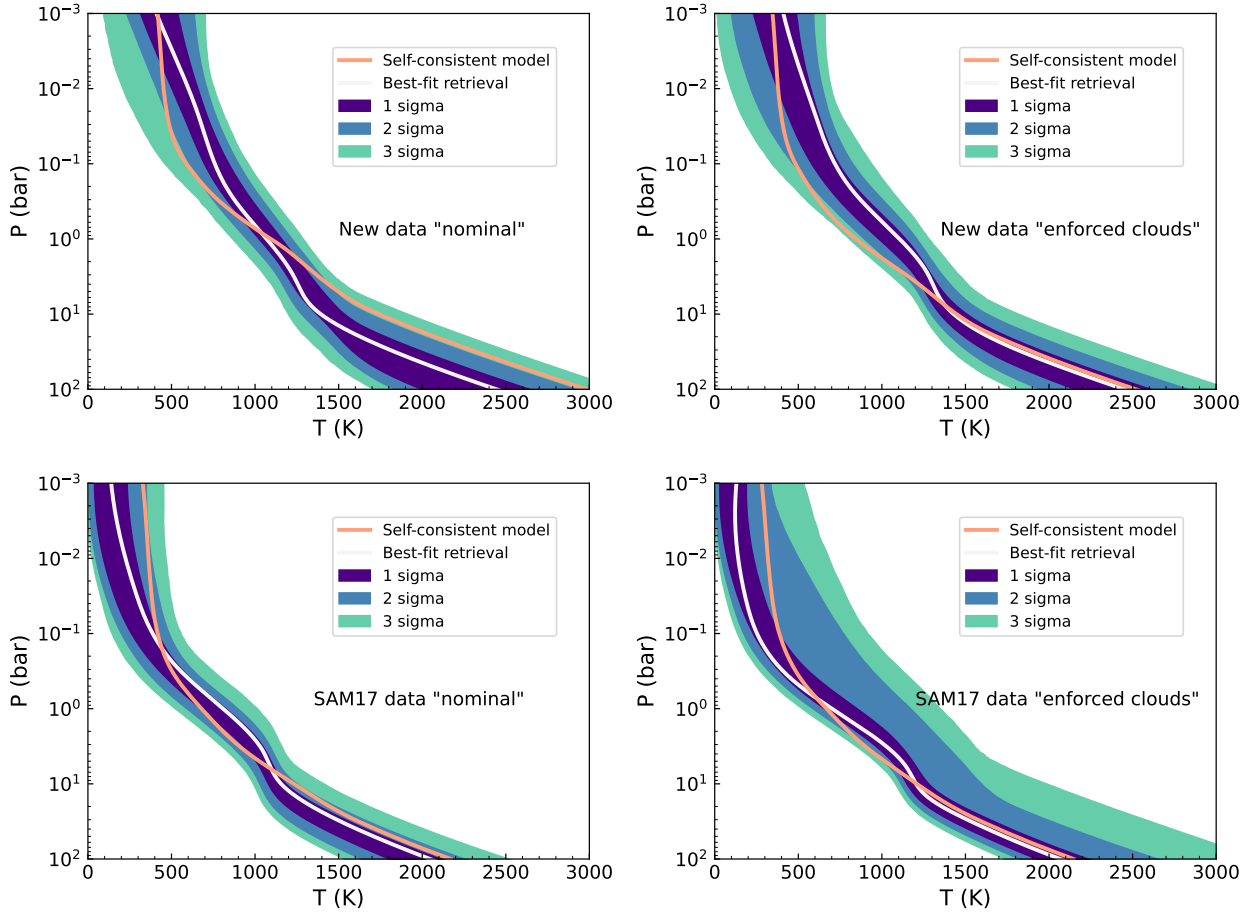 10⁻³
10⁻²
10⁻¹
10⁰
10¹
10²
P (bar)
0 500 1000 1500 2000 2500 3000
T (K)
Self-consistent model
Best-fit retrieval
1 sigma
2 sigma
3 sigma
New data "nominal"
10⁻³
10⁻²
10⁻¹
10⁰
10¹
10²
P (bar)
0 500 1000 1500 2000 2500 3000
T (K)
Self-consistent model
Best-fit retrieval
1 sigma
2 sigma
3 sigma
New data "enforced clouds"
10⁻³
10⁻²
10⁻¹
10⁰
10¹
10²
P (bar)
0 500 1000 1500 2000 2500 3000
T (K)
Self-consistent model
Best-fit retrieval
1 sigma
2 sigma
3 sigma
SAM17 data "nominal"
10⁻³
10⁻²
10⁻¹
10⁰
10¹
10²
P (bar)
0 500 1000 1500 2000 2500 3000
T (K)
Self-consistent model
Best-fit retrieval
1 sigma
2 sigma
3 sigma
SAM17 data "enforced clouds"